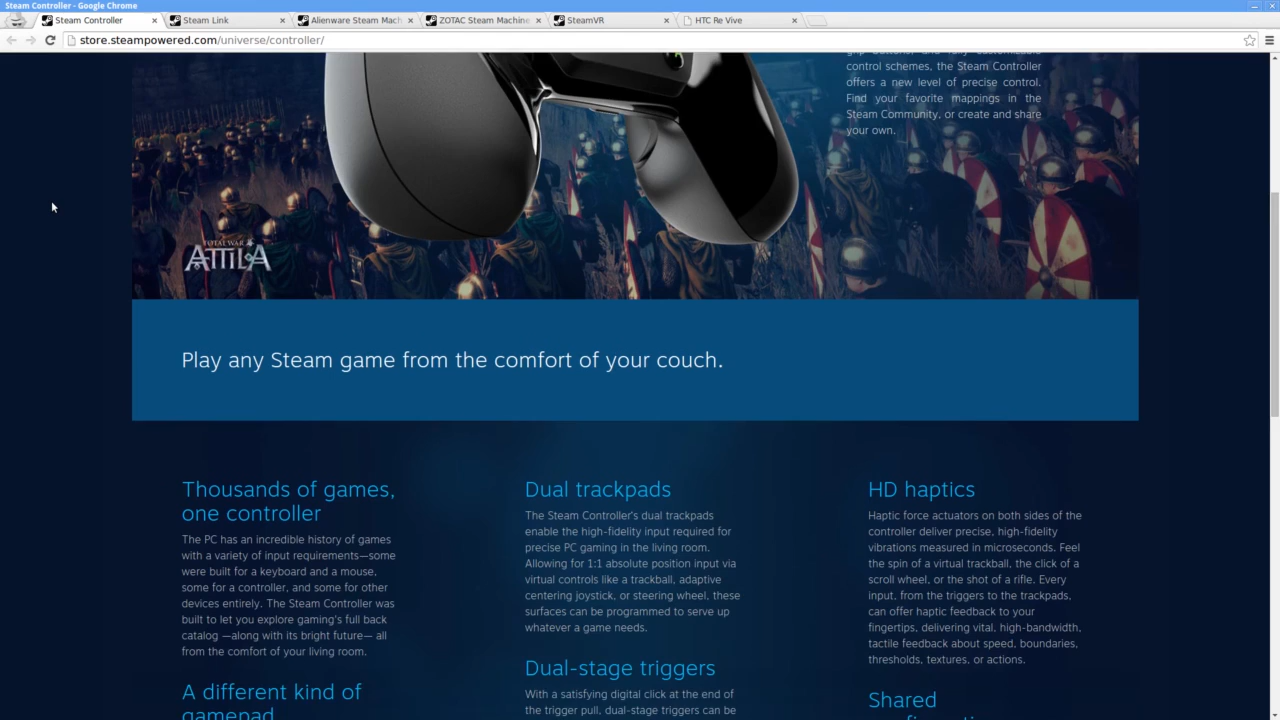 Steam Controller - Google Chrome
Steam Controller
Steam Link
Alienware Steam Mach
ZOTAC Steam Machine
SteamVR
HTC Re Vive
store.steampowered.com/universe/controller/
control schemes, the Steam Controller
offers a new level of precise control.
Find your favorite mappings in the
Steam Community, or create and share
your own.
TOTAL WAR
ATTILA
Play any Steam game from the comfort of your couch.
Thousands of games,
one controller
The PC has an incredible history of games
with a variety of input requirements—some
were built for a keyboard and a mouse,
some for a controller, and some for other
devices entirely. The Steam Controller was
built to let you explore gaming's full back
catalog —along with its bright future— all
from the comfort of your living room.
A different kind of
gamepad
Dual trackpads
The Steam Controller's dual trackpads
enable the high-fidelity input required for
precise PC gaming in the living room.
Allowing for 1:1 absolute position input via
virtual controls like a trackball, adaptive
centering joystick, or steering wheel, these
surfaces can be programmed to serve up
whatever a game needs.
Dual-stage triggers
With a satisfying digital click at the end of
the trigger pull, dual-stage triggers can be
HD haptics
Haptic force actuators on both sides of the
controller deliver precise, high-fidelity
vibrations measured in microseconds. Feel
the spin of a virtual trackball, the click of a
scroll wheel, or the shot of a rifle. Every
input, from the triggers to the trackpads,
can offer haptic feedback to your
fingertips, delivering vital, high-bandwidth,
tactile feedback about speed, boundaries,
thresholds, textures, or actions.
Shared